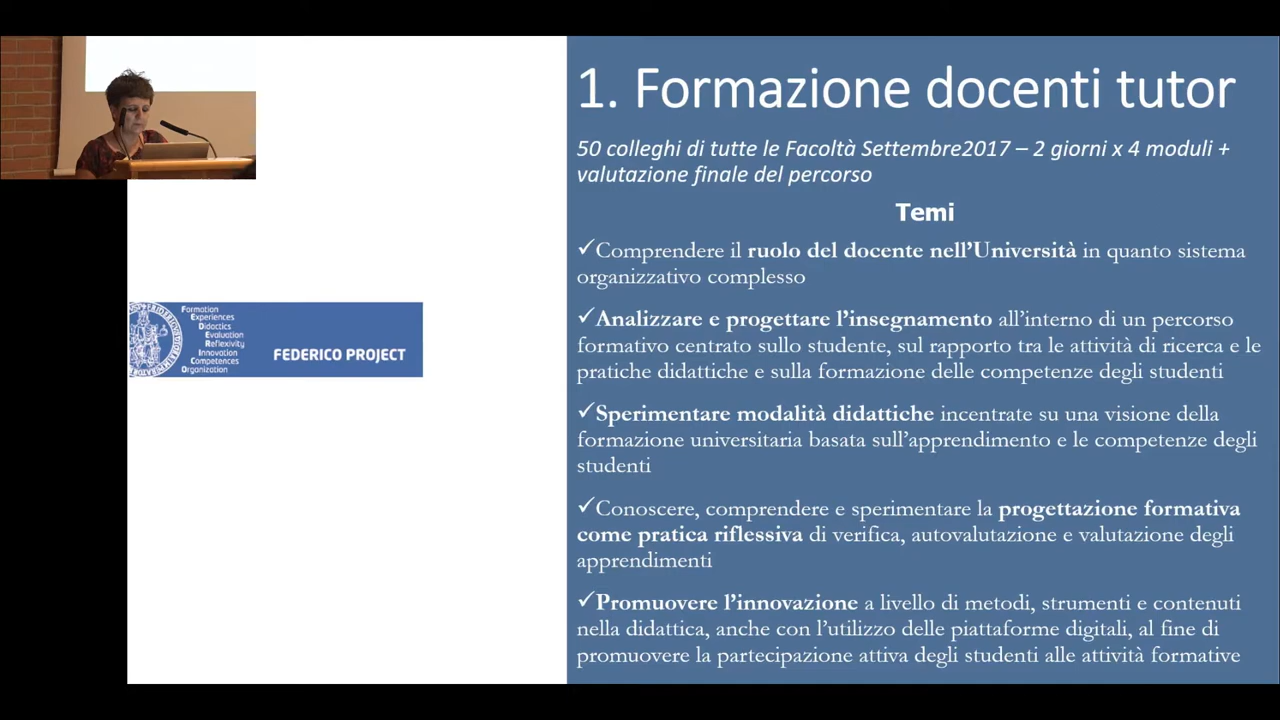 1. Formazione docenti tutor
50 colleghi di tutte le Facoltà Settembre2017 – 2 giorni x 4 moduli +
valutazione finale del percorso
Temi
✓Comprendere il ruolo del docente nell’Università in quanto sistema
organizzativo complesso
✓Analizzare e progettare l’insegnamento all’interno di un percorso
formativo centrato sullo studente, sul rapporto tra le attività di ricerca e le
pratiche didattiche e sulla formazione delle competenze degli studenti
✓Sperimentare modalità didattiche incentrate su una visione della
formazione universitaria basata sull’apprendimento e le competenze degli
studenti
✓Conoscere, comprendere e sperimentare la progettazione formativa
come pratica riflessiva di verifica, autovalutazione e valutazione degli
apprendimenti
✓Promuovere l’innovazione a livello di metodi, strumenti e contenuti
nella didattica, anche con l’utilizzo delle piattaforme digitali, al fine di
promuovere la partecipazione attiva degli studenti alle attività formative
Formation
Experiences
Didactics
Evaluation
Reflexivity
Innovation
Competences
Organization
FEDERICO PROJECT